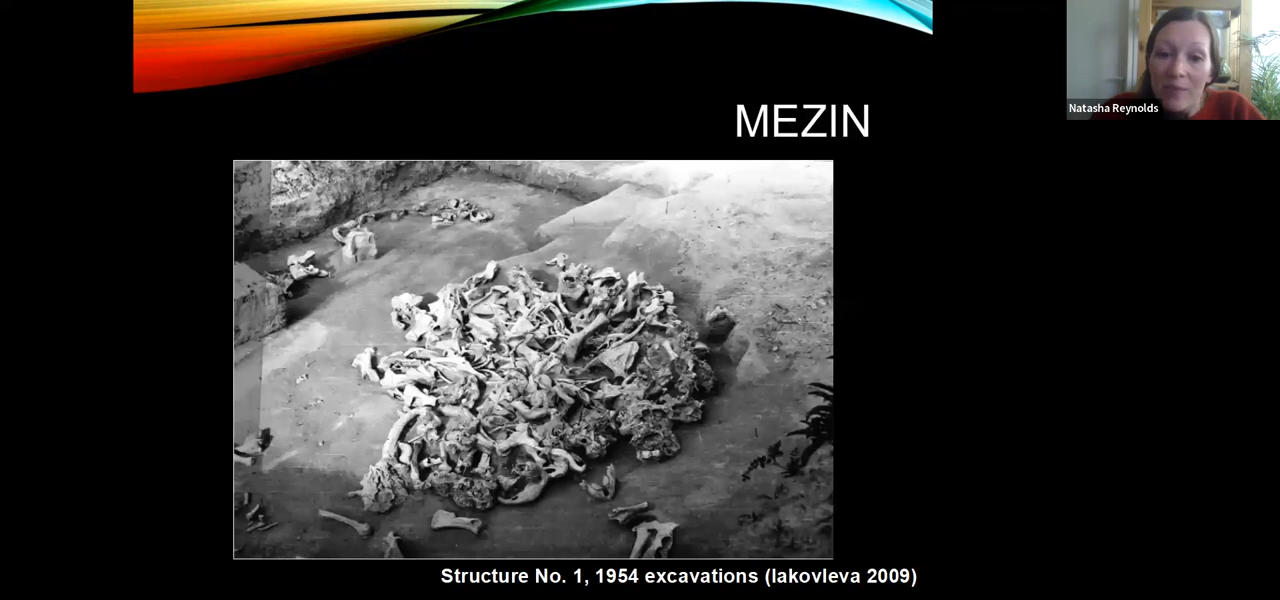 MEZIN
Natasha Reynolds
Structure No. 1, 1954 excavations (Iakovleva 2009)